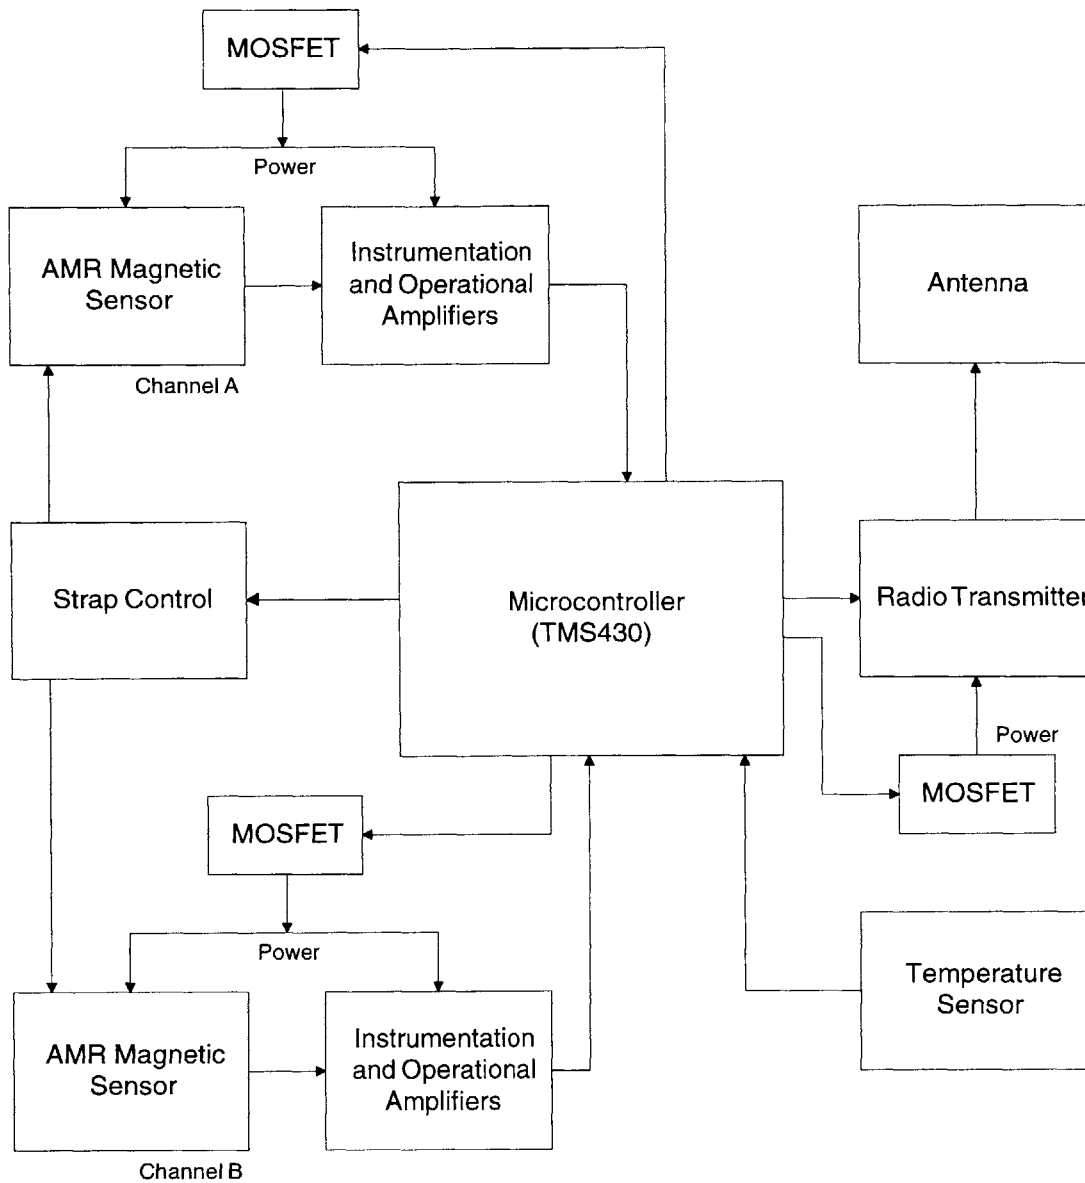 MOSFET
Power
AMR Magnetic
Sensor
Instrumentation
and Operational
Amplifiers
Antenna
Channel A
Strap Control
Microcontroller
(TMS430)
Radio Transmitter
Power
MOSFET
MOSFET
Power
Temperature
Sensor
AMR Magnetic
Sensor
Instrumentation
and Operational
Amplifiers
Channel B